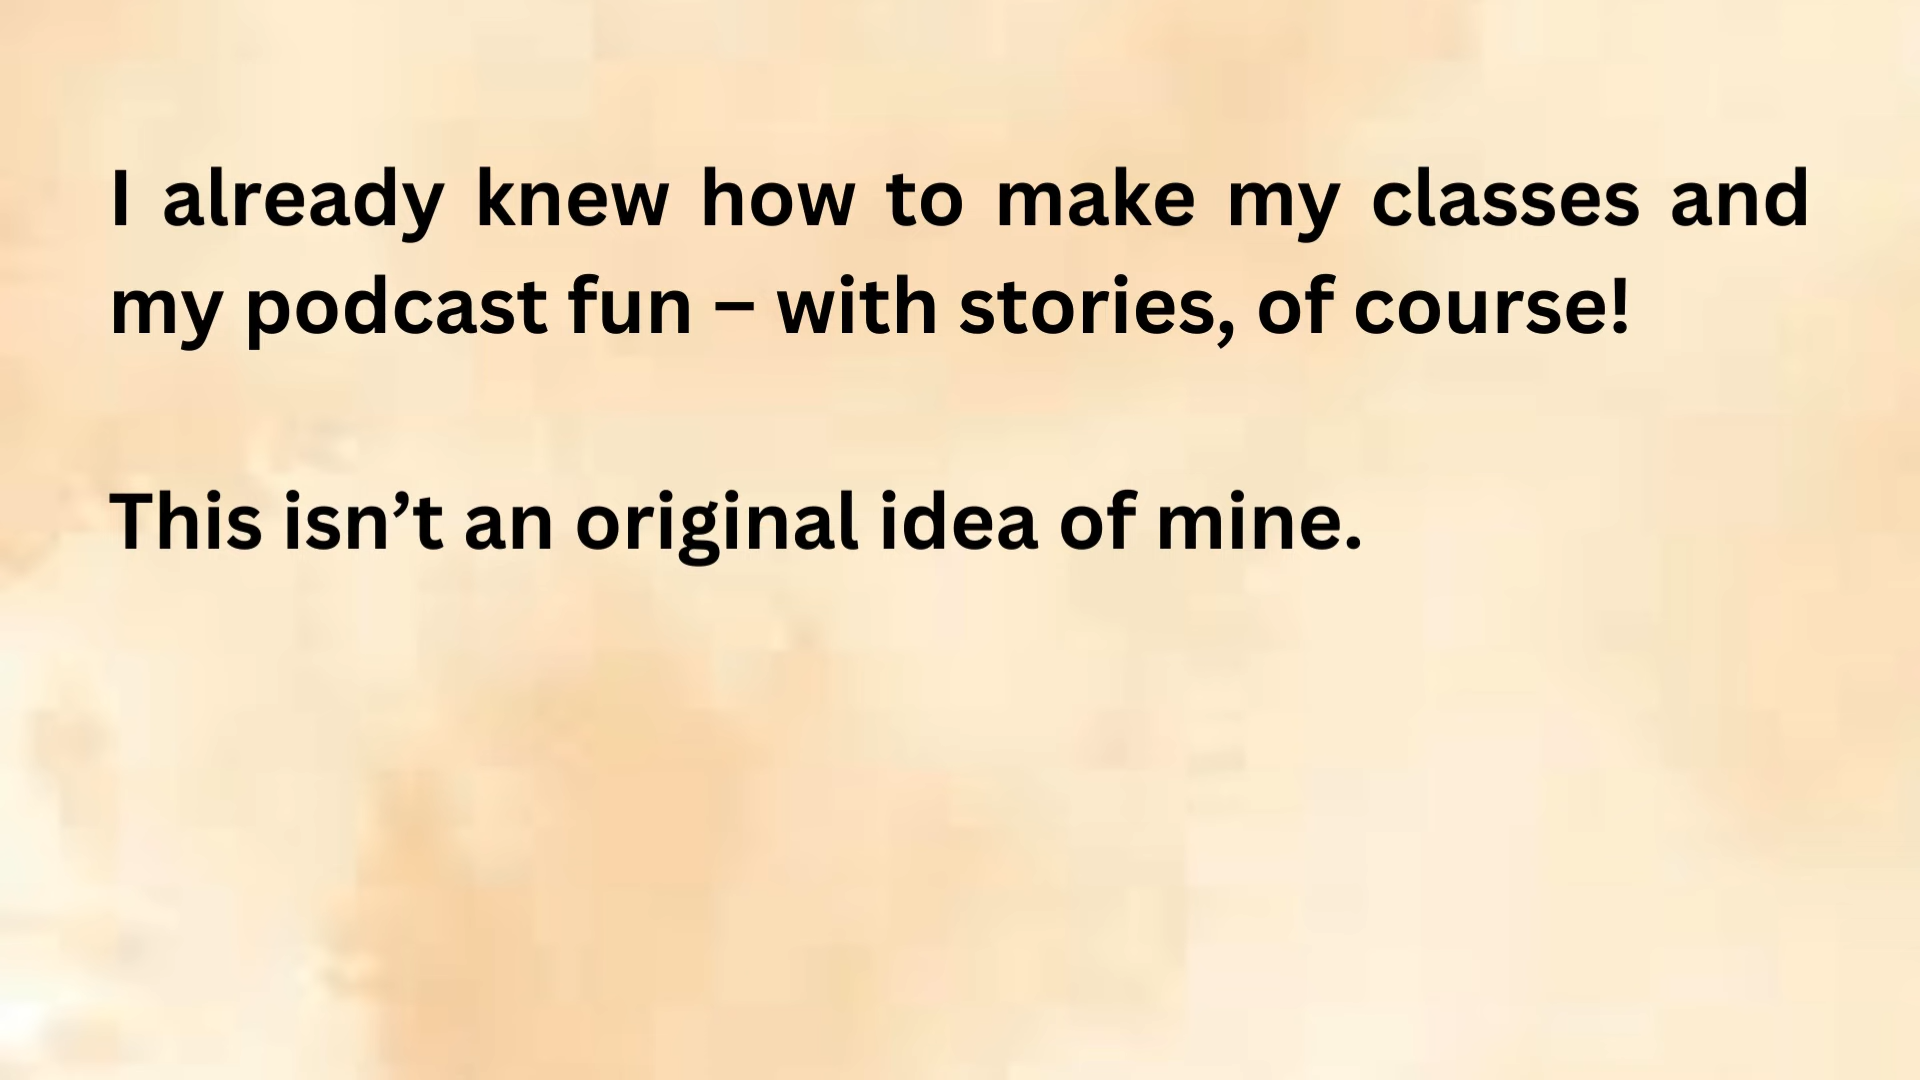 I already knew how to make my classes and
my podcast fun – with stories, of course!
This isn’t an original idea of mine.